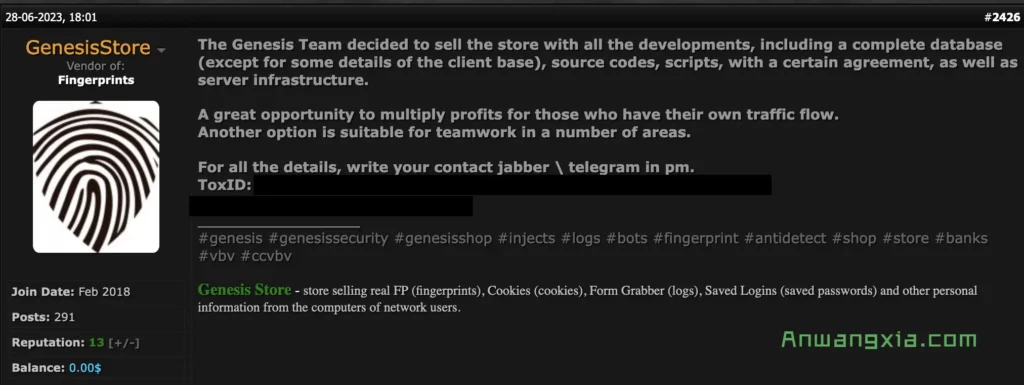 28-06-2023, 18:01
#2426
GenesisStore
Vendor of:
Fingerprints
The Genesis Team decided to sell the store with all the developments, including a complete database
(except for some details of the client base), source codes, scripts, with a certain agreement, as well as
server infrastructure.
A great opportunity to multiply profits for those who have their own traffic flow.
Another option is suitable for teamwork in a number of areas.
For all the details, write your contact jabber \ telegram in pm.
ToxID:
#genesis #genesissecurity #genesisshop #injects #logs #bots #fingerprint #antidetect #shop #store #banks
#vbv #ccvbv
Genesis Store - store selling real FP (fingerprints), Cookies (cookies), Form Grabber (logs), Saved Logins (saved passwords) and other personal
information from the computers of network users.
Join Date: Feb 2018
Posts: 291
Reputation: 13 [+/-]
Balance: 0.00$
Anwangxia.com